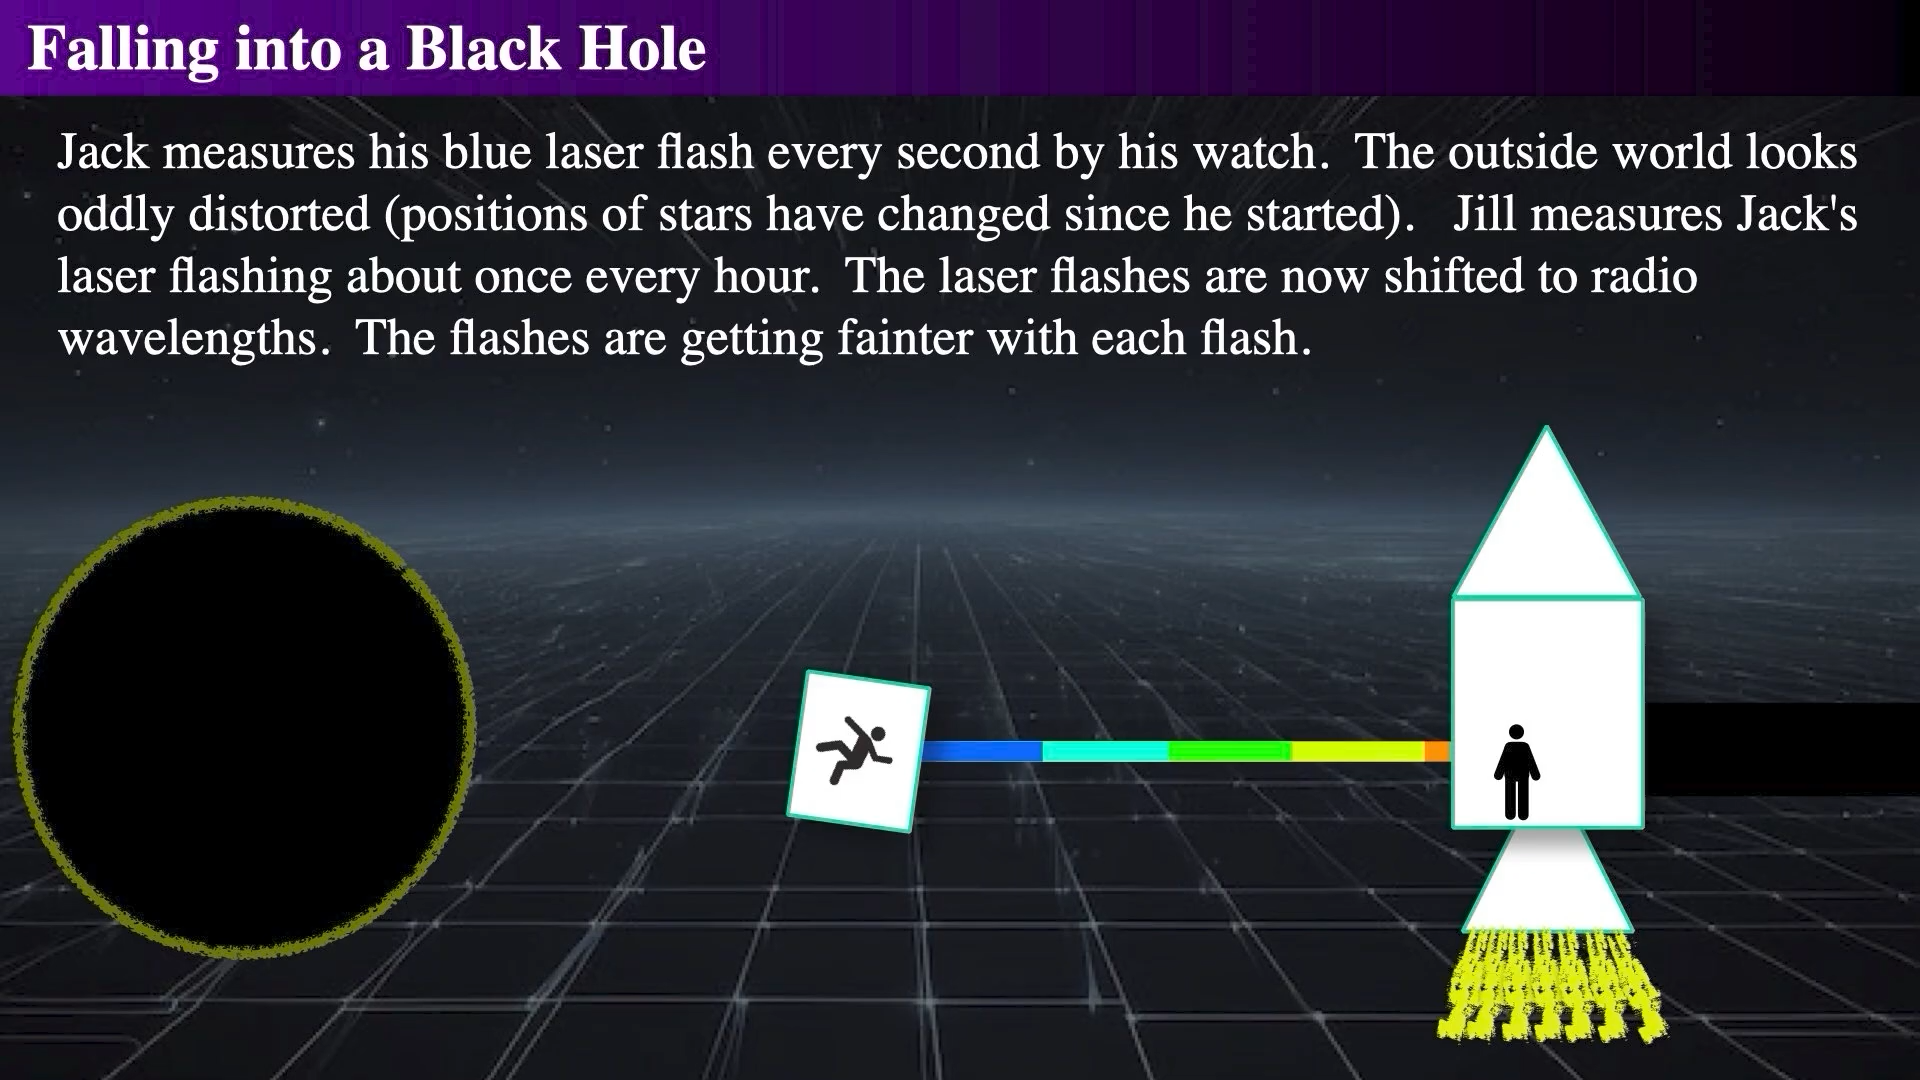 Falling into a Black Hole
Jack measures his blue laser flash every second by his watch.  The outside world looks
oddly distorted (positions of stars have changed since he started).   Jill measures Jack's
laser flashing about once every hour.  The laser flashes are now shifted to radio
wavelengths.  The flashes are getting fainter with each flash.